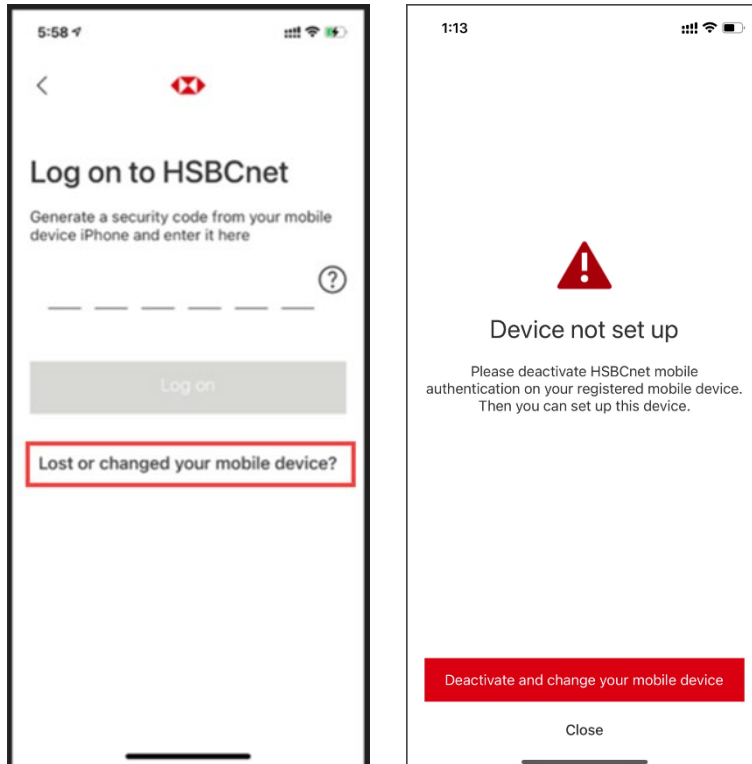 5:58
Log on to HSBCnet
Generate a security code from your mobile
device iPhone and enter it here
?
Log on
Lost or changed your mobile device?
1:13
!
Device not set up
Please deactivate HSBCnet mobile
authentication on your registered mobile device.
Then you can set up this device.
Deactivate and change your mobile device
Close